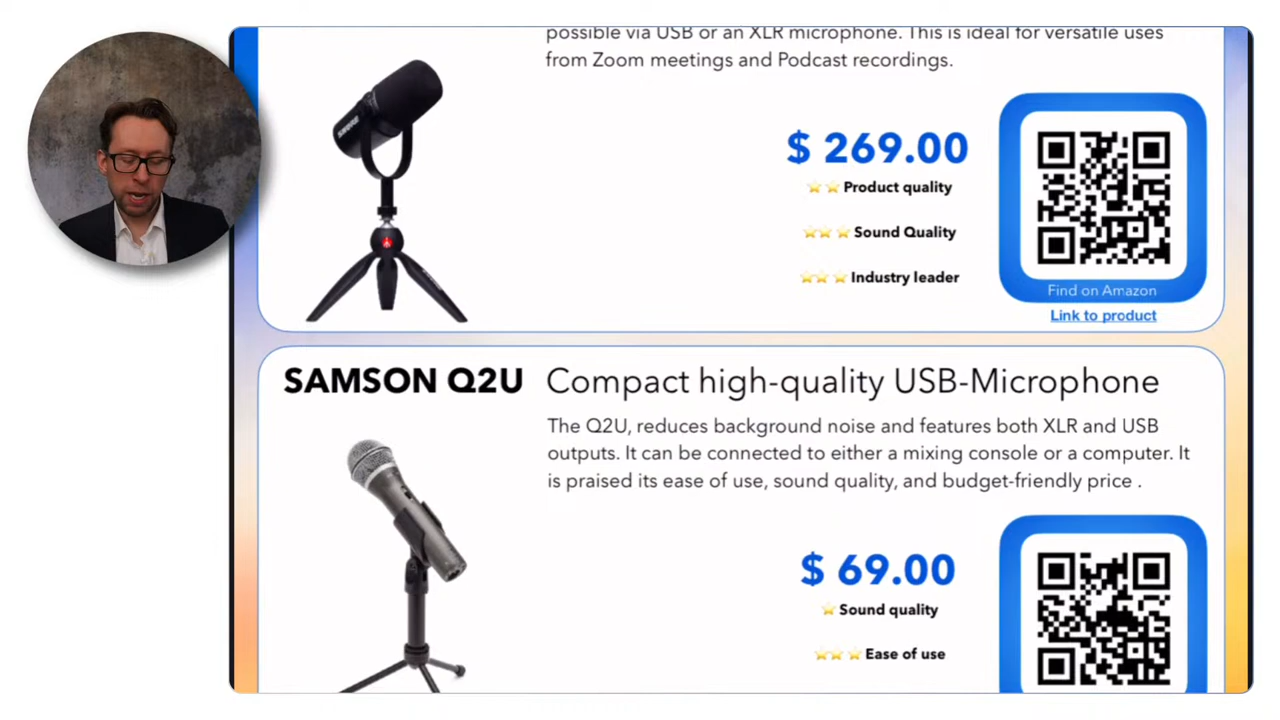 possible via USB or an XLR microphone. This is ideal for versatile uses
from Zoom meetings and Podcast recordings.
SHURE
$ 269.00
⭐⭐ Product quality
⭐⭐⭐ Sound Quality
⭐⭐⭐ Industry leader
Find on Amazon
Link to product
SAMSON Q2U
Compact high-quality USB-Microphone
The Q2U, reduces background noise and features both XLR and USB
outputs. It can be connected to either a mixing console or a computer. It
is praised its ease of use, sound quality, and budget-friendly price .
$ 69.00
⭐ Sound quality
⭐⭐⭐ Ease of use